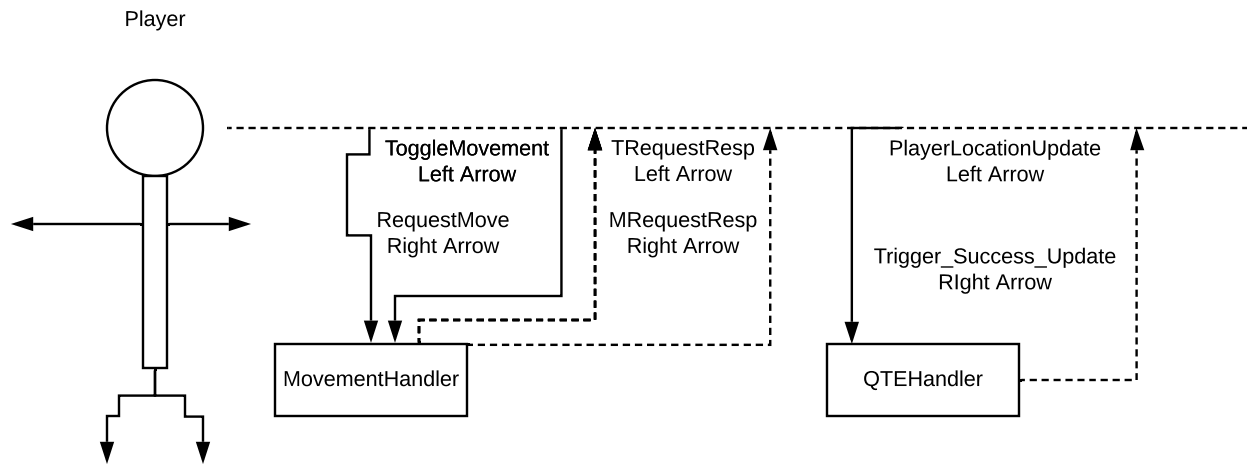 Player
ToggleMovement
Left Arrow
RequestMove
Right Arrow
TRequestResp
Left Arrow
MRequestResp
Right Arrow
PlayerLocationUpdate
Left Arrow
Trigger_Success_Update
RIght Arrow
MovementHandler
QTEHandler